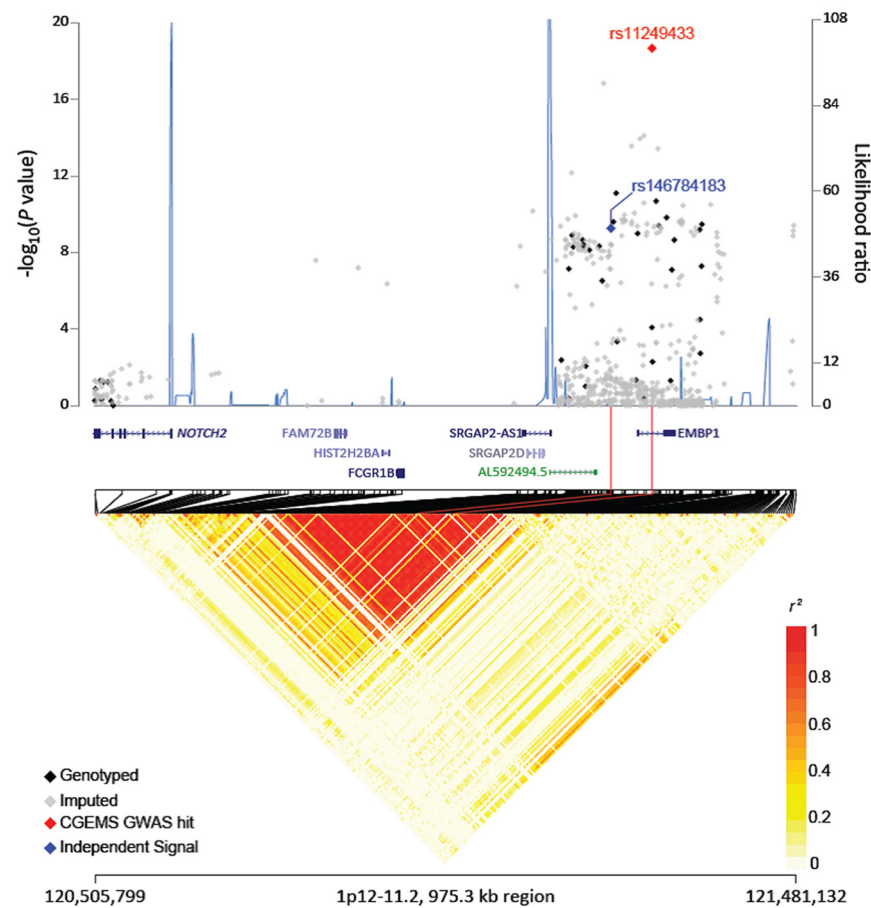 20
16
12
8
4
0
-log10(P value)
108
84
60
36
12
0
Likelihood ratio
rs11249433
rs146784183
NOTCH2
FAM72B
HIST2H2BA
FCGR1B
SRGAP2-AS1
SRGAP2D
AL592494.5
EMBP1
r²
1
0.8
0.6
0.4
0.2
0
Genotyped
Imputed
CGEMS GWAS hit
Independent Signal
120,505,799 1p12-11.2, 975.3 kb region 121,481,132